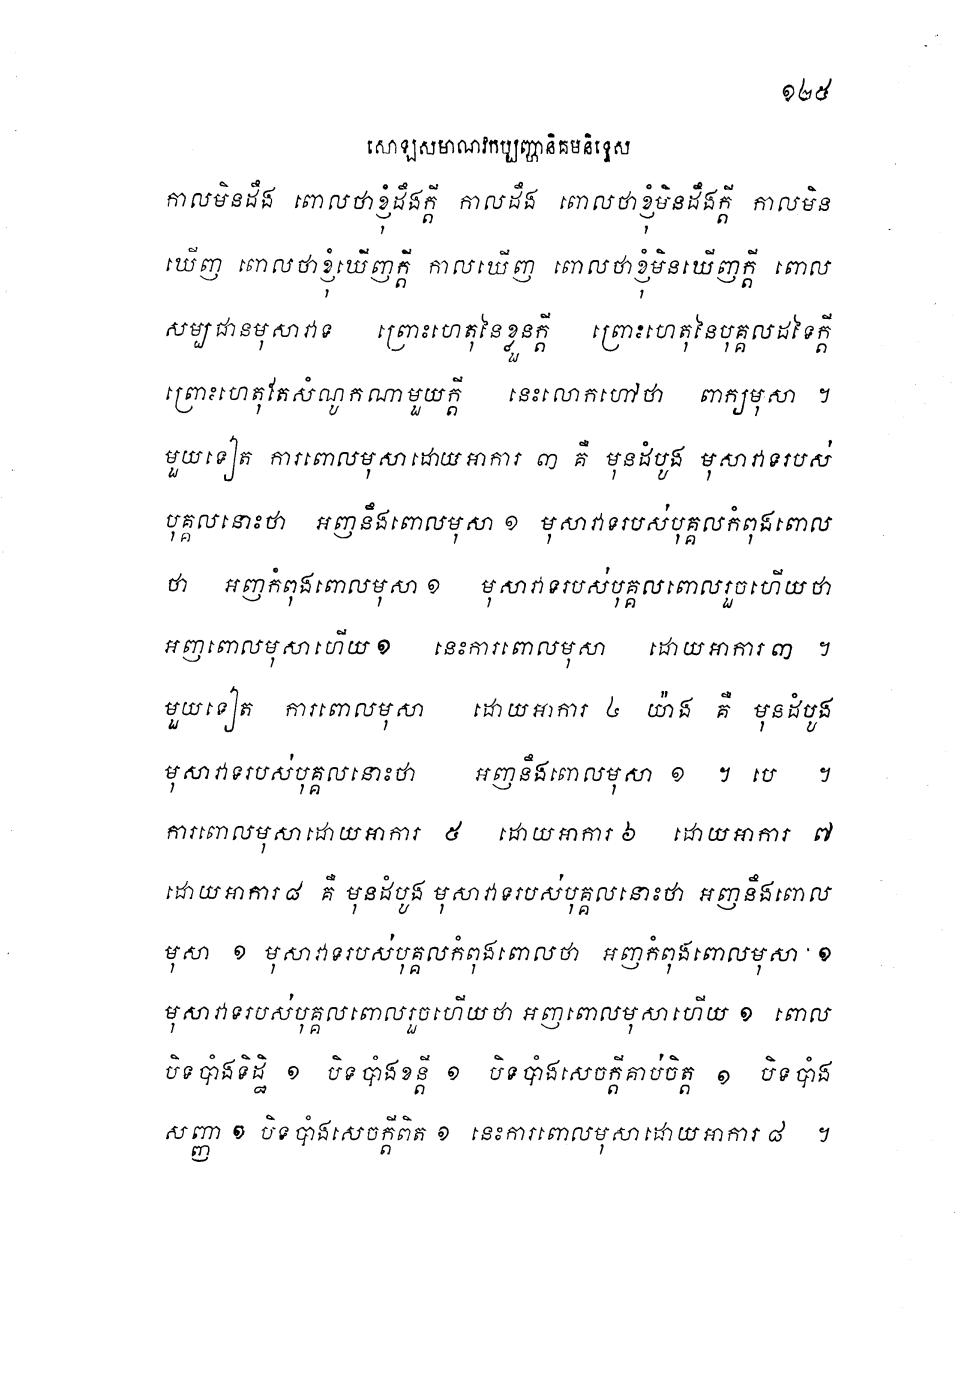 ១២៥
សោឡសមាណវកប្បញ្ហានិគមនិទ្ទេស
កាលមិនដឹង ពោលថាខ្ញុំដឹងក្តី កាលដឹង ពោលថាខ្ញុំមិនដឹងក្តី កាលមិន
ឃើញ ពោលថាខ្ញុំឃើញក្តី កាលឃើញ ពោលថាខ្ញុំមិនឃើញក្តី ពោល
សម្បជានមុសាវាទ ព្រោះហេតុនៃខ្លួនក្តី ព្រោះហេតុនៃបុគ្គលដទៃក្តី
ព្រោះហេតុតែសំណូកណាមួយក្តី នេះលោកហៅថា ពាក្យមុសា ។
មួយទៀត ការពោលមុសាដោយអាការ ៣ គឺ មុនដំបូង មុសាវាទរបស់
បុគ្គលនោះថា អញនឹងពោលមុសា ១ មុសាវាទរបស់បុគ្គលកំពុងពោល
ថា អញកំពុងពោលមុសា ១ មុសាវាទរបស់បុគ្គលពោលរួចហើយថា
អញពោលមុសាហើយ ១ នេះការពោលមុសា ដោយអាការ ៣ ។
មួយទៀត ការពោលមុសា ដោយអាការ ៤ យ៉ាង គឺ មុនដំបូង
មុសាវាទរបស់បុគ្គលនោះថា អញនឹងពោលមុសា ១ ។ បេ ។
ការពោលមុសាដោយអាការ ៥ ដោយអាការ ៦ ដោយអាការ ៧
ដោយអាការ ៨ គឺ មុនដំបូង មុសាវាទរបស់បុគ្គលនោះថា អញនឹងពោល
មុសា ១ មុសាវាទរបស់បុគ្គលកំពុងពោលថា អញកំពុងពោលមុសា ១
មុសាវាទរបស់បុគ្គលពោលរួចហើយថា អញពោលមុសាហើយ ១ ពោល
បិទបាំងទិដ្ឋិ ១ បិទបាំងខន្តី ១ បិទបាំងសេចក្តីគាប់ចិត្ត ១ បិទបាំង
សញ្ញា ១ បិទបាំងសេចក្តីពិត ១ នេះការពោលមុសាដោយអាការ ៨ ។